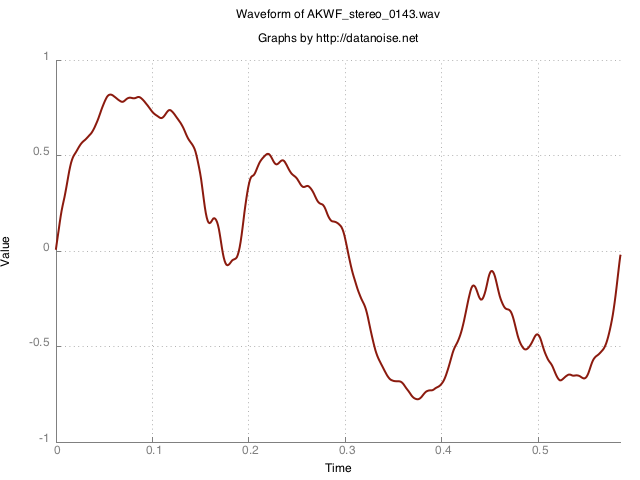 Waveform of AKWF_stereo_0143.wav
Graphs by http://datanoise.net
1
0.5
0
-0.5
-1
Value
0 0.1 0.2 0.3 0.4 0.5
Time